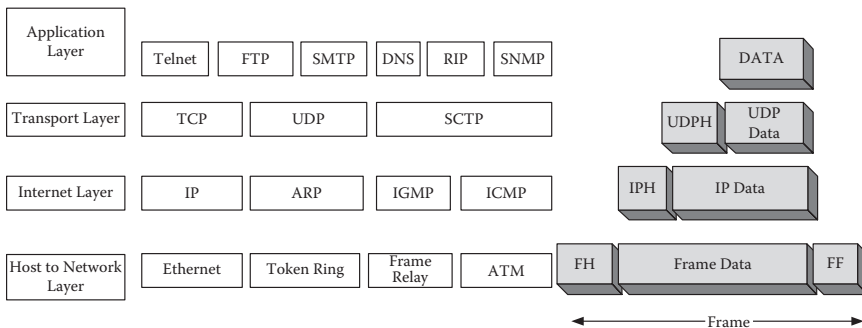 Application
Layer
Telnet
FTP
SMTP
DNS
RIP
SNMP
DATA
Transport Layer
TCP
UDP
SCTP
UDPH
UDP
Data
Internet Layer
IP
ARP
IGMP
ICMP
IPH
IP Data
Host to Network
Layer
Ethernet
Token Ring
Frame
Relay
ATM
FH
Frame Data
FF
Frame